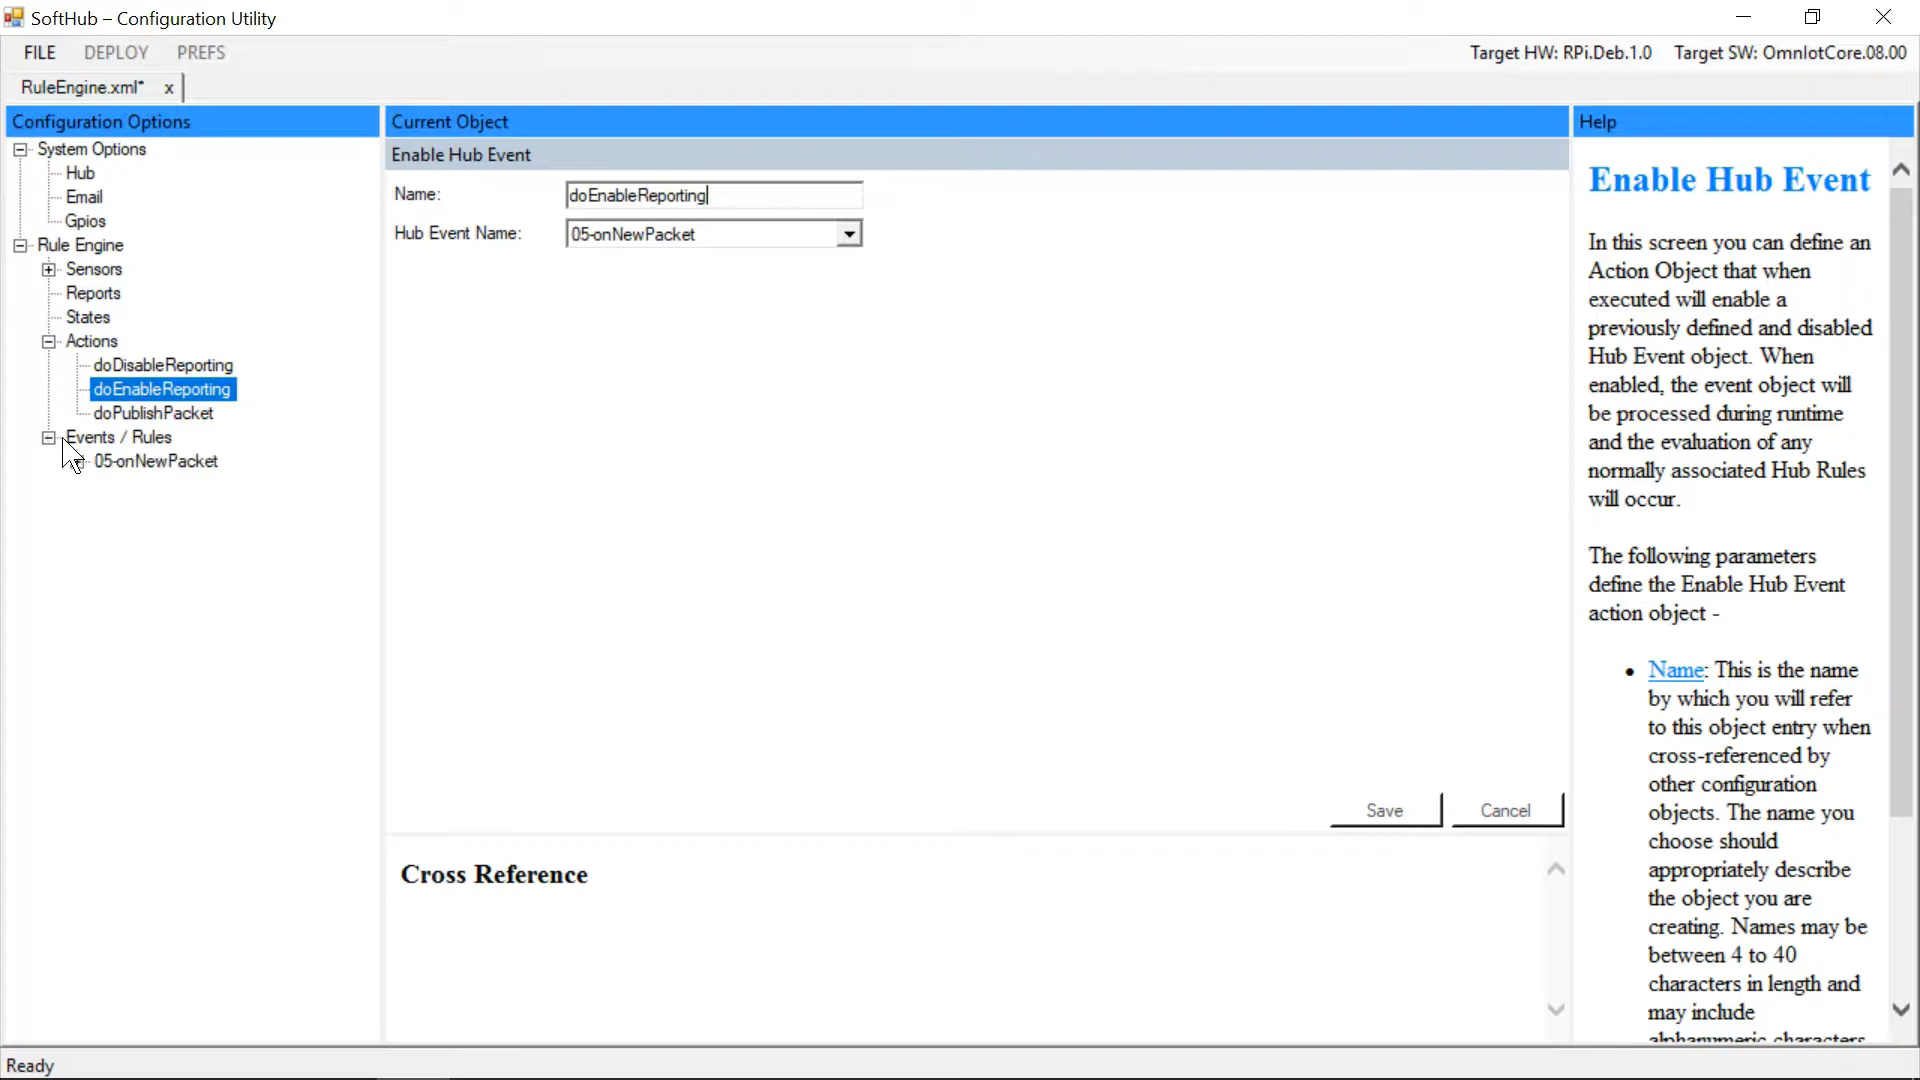 SoftHub – Configuration Utility
FILE DEPLOY PREFS
Target HW: RPi.Deb.1.0 Target SW: OmnIotCore.08.00
RuleEngine.xml* x
Configuration Options
System Options
Hub
Email
Gpios
Rule Engine
Sensors
Reports
States
Actions
doDisableReporting
doEnableReporting
doPublishPacket
Events / Rules
05-onNewPacket
Current Object
Enable Hub Event
Name: doEnableReporting
Hub Event Name: 05-onNewPacket
Save Cancel
Cross Reference
Help
Enable Hub Event
In this screen you can define an
Action Object that when
executed will enable a
previously defined and disabled
Hub Event object. When
enabled, the event object will
be processed during runtime
and the evaluation of any
normally associated Hub Rules
will occur.
The following parameters
define the Enable Hub Event
action object -
• Name: This is the name
by which you will refer
to this object entry when
cross-referenced by
other configuration
objects. The name you
choose should
appropriately describe
the object you are
creating. Names may be
between 4 to 40
characters in length and
may include
alphanumeric characters
Ready